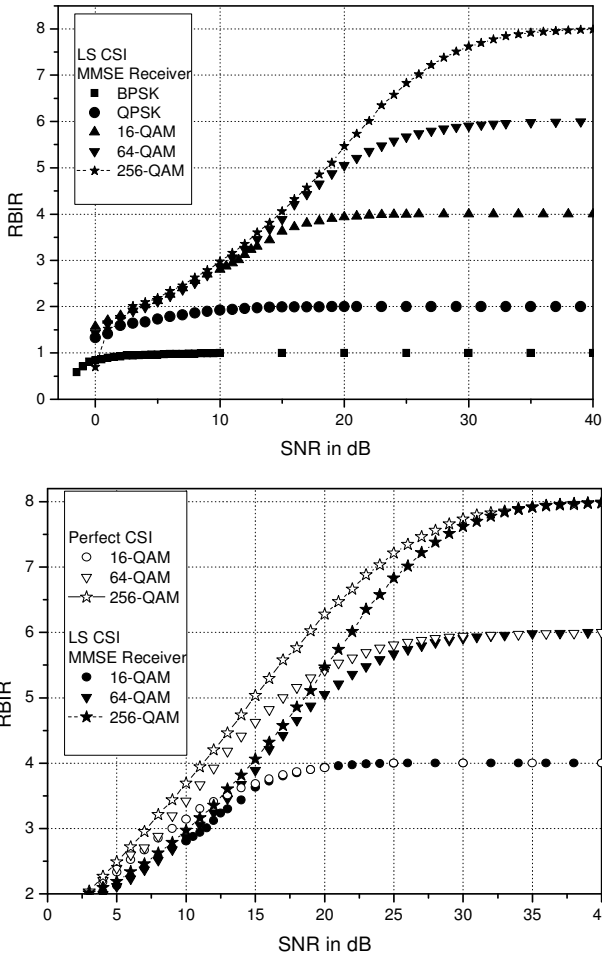 8
7
6
5
4
3
2
1
0
RBIR
LS CSI
MMSE Receiver
BPSK
QPSK
16-QAM
64-QAM
256-QAM
0 10 20 30 40
SNR in dB
8
7
6
5
4
3
2
RBIR
Perfect CSI
16-QAM
64-QAM
256-QAM
LS CSI
MMSE Receiver
16-QAM
64-QAM
256-QAM
0 5 10 15 20 25 30 35 40
SNR in dB